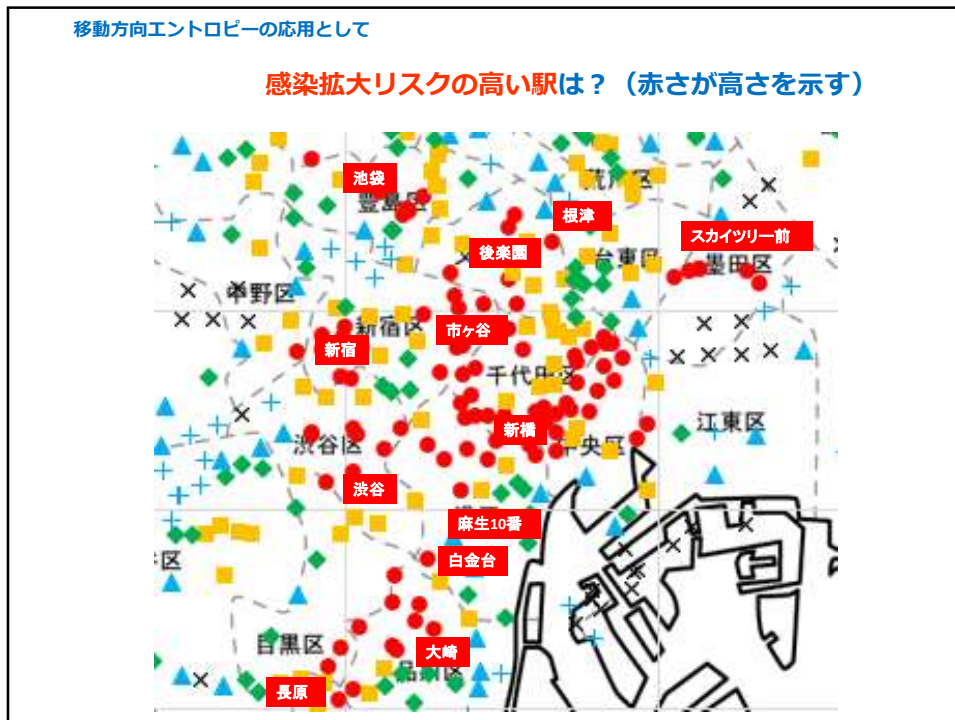 移動方向エントロピーの応用として
感染拡大リスクの高い駅は？（赤さが高さを示す）
池袋
豊島区
荒川区
根津
スカイツリー前
後楽園
台東区
墨田区
中野区
新宿区
市ヶ谷
新宿
千代田区
新橋
渋谷区
中央区
江東区
渋谷
麻生10番
白金台
目黒区
大崎
品川区
長原